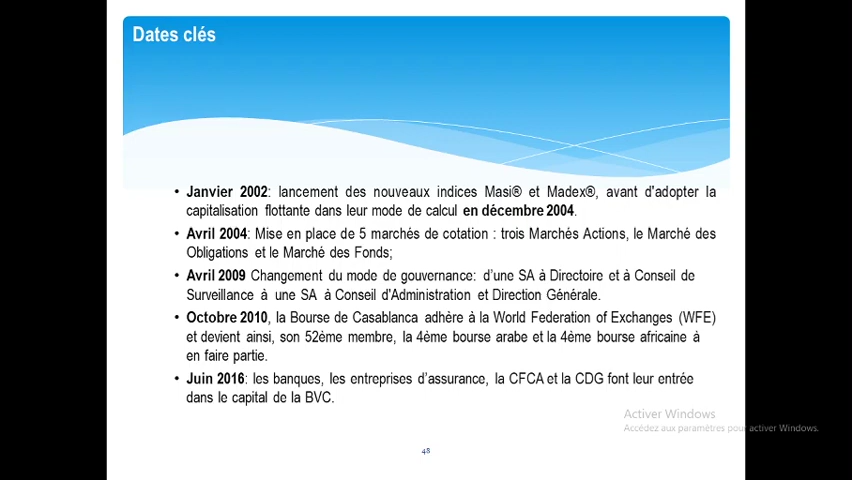 Dates clés
• Janvier 2002: lancement des nouveaux indices Masi® et Madex®, avant d'adopter la
capitalisation flottante dans leur mode de calcul en décembre 2004.
• Avril 2004: Mise en place de 5 marchés de cotation : trois Marchés Actions, le Marché des
Obligations et le Marché des Fonds;
• Avril 2009 Changement du mode de gouvernance: d’une SA à Directoire et à Conseil de
Surveillance à une SA à Conseil d'Administration et Direction Générale.
• Octobre 2010, la Bourse de Casablanca adhère à la World Federation of Exchanges (WFE)
et devient ainsi, son 52ème membre, la 4ème bourse arabe et la 4ème bourse africaine à
en faire partie.
• Juin 2016: les banques, les entreprises d’assurance, la CFCA et la CDG font leur entrée
dans le capital de la BVC.
Activer Windows
Accédez aux paramètres pour activer Windows.
48